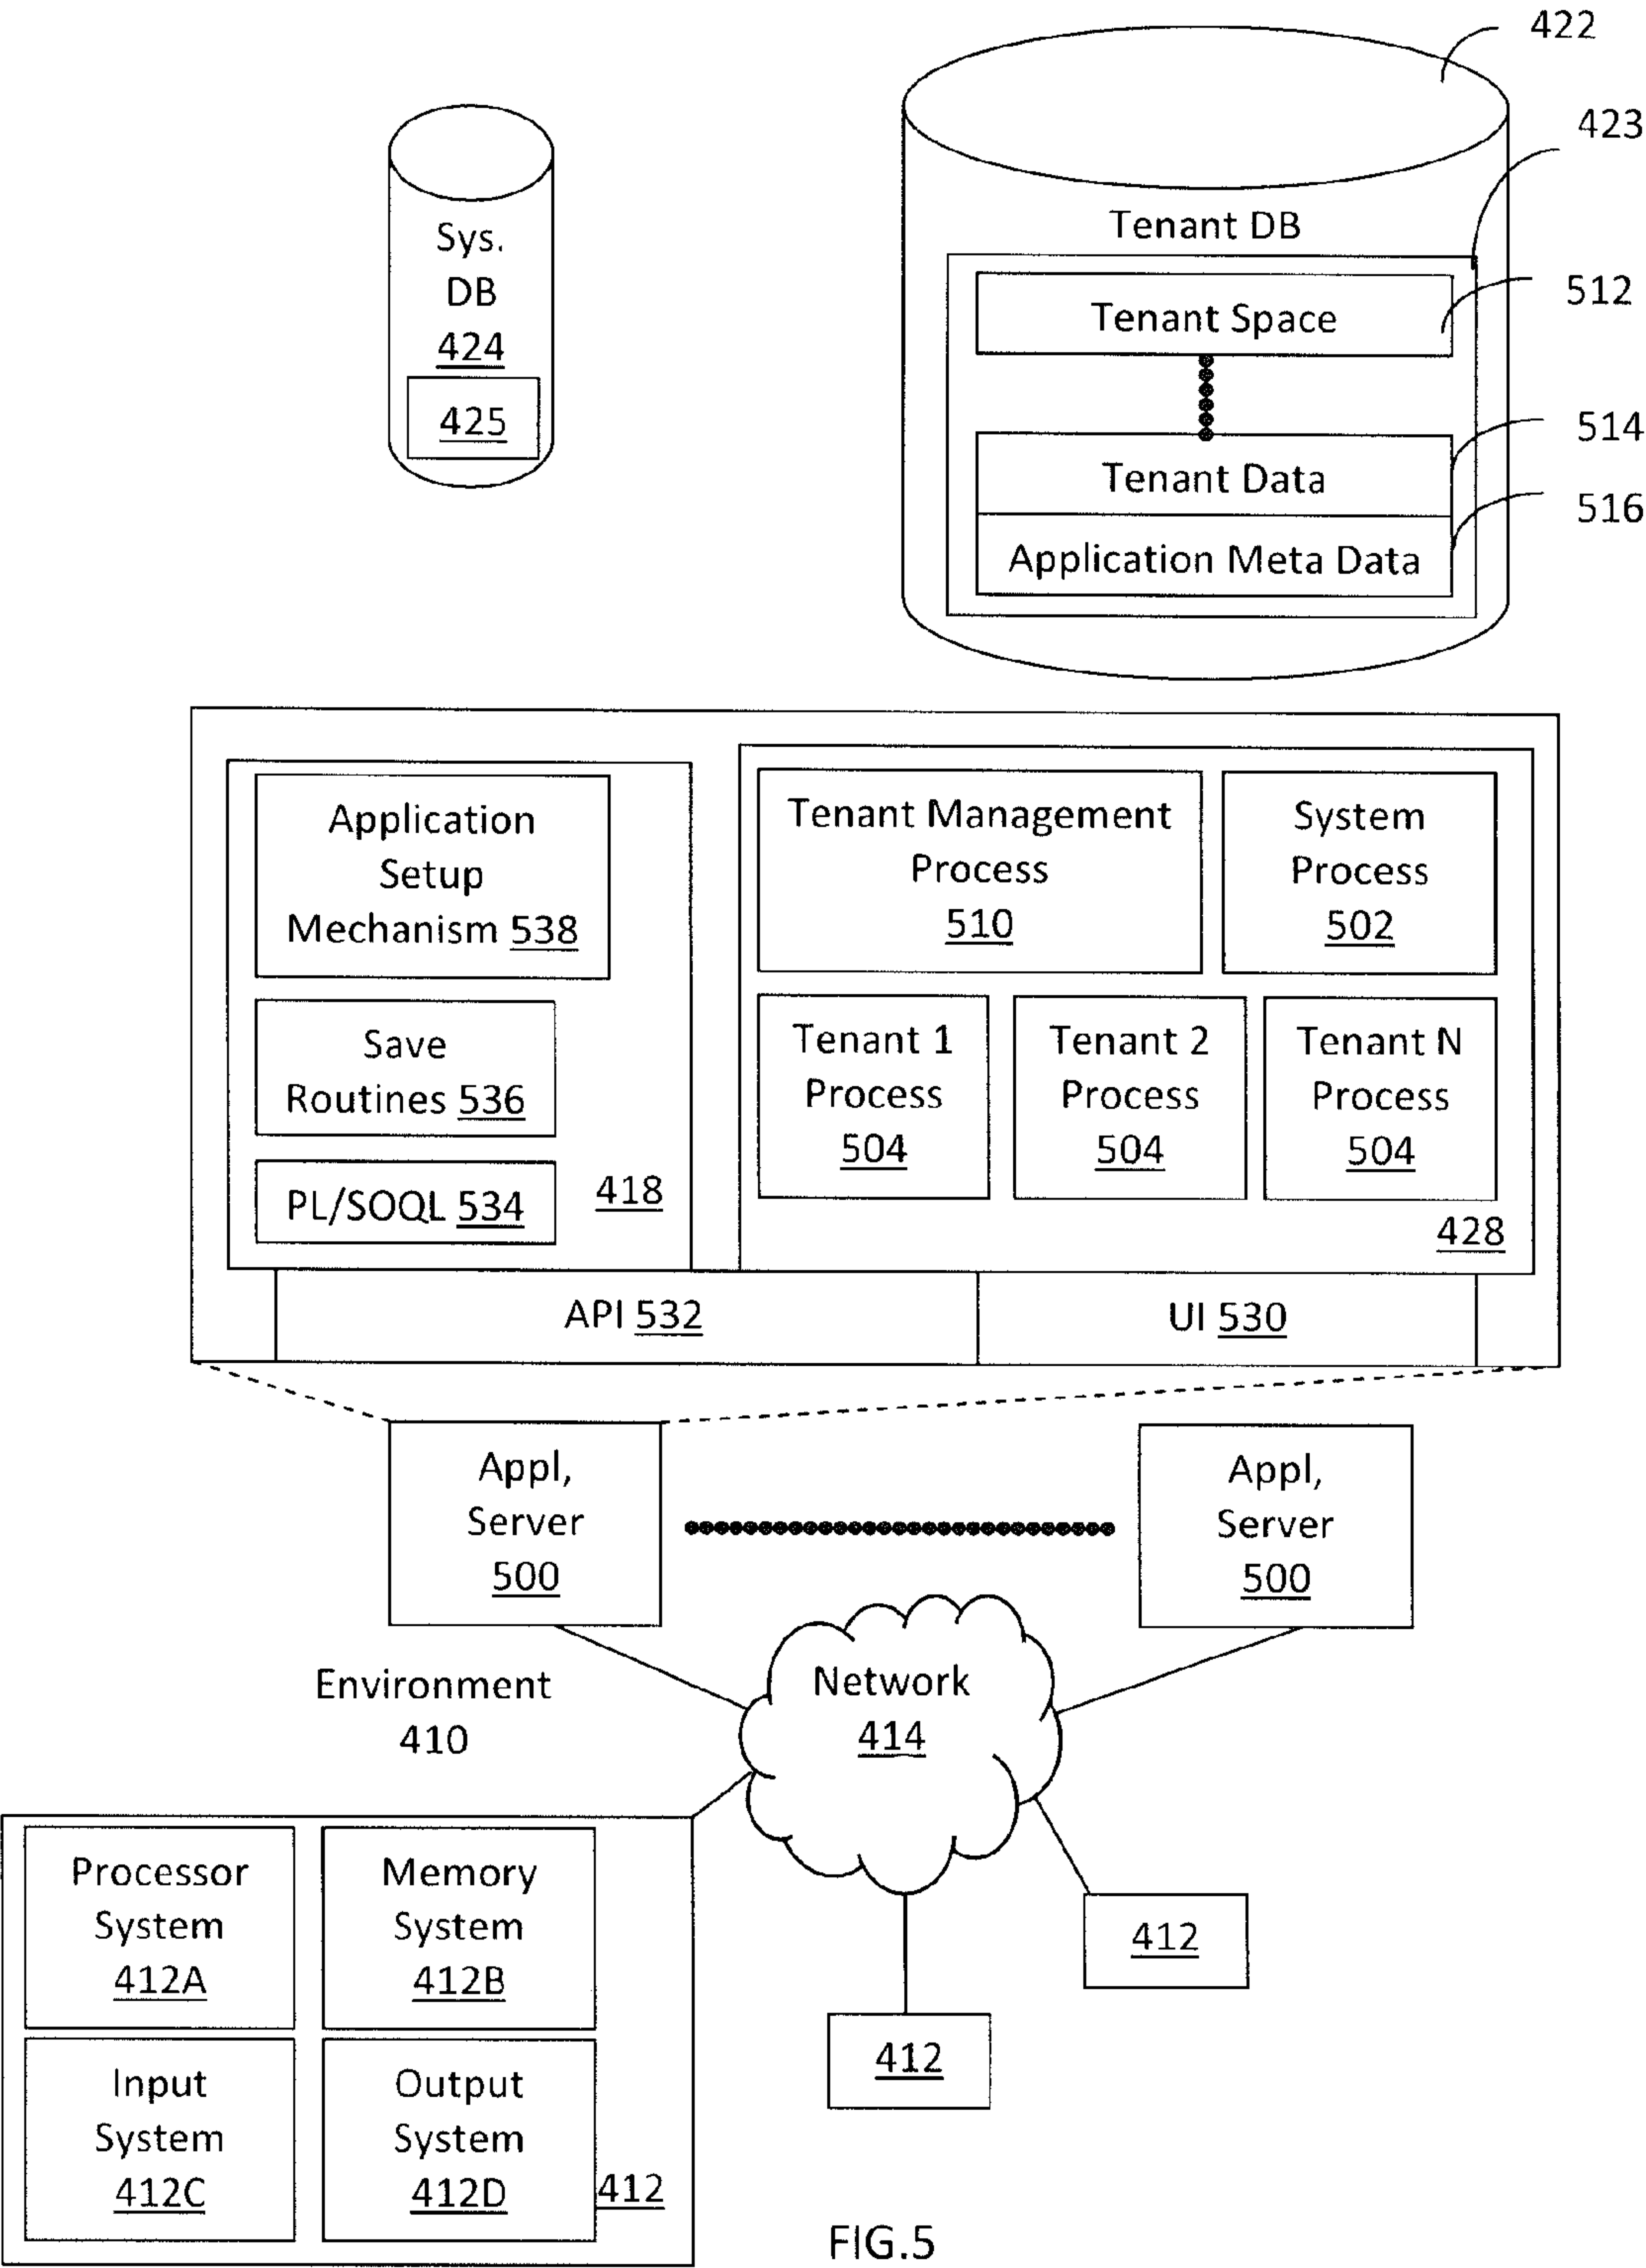 422
423
Tenant DB
Sys.
DB
424
425
Tenant Space
512
Tenant Data
514
Application Meta Data
516
Application
Setup
Mechanism 538
Save
Routines 536
PL/SOQL 534
418
Tenant Management
Process
510
System
Process
502
Tenant 1
Process
504
Tenant 2
Process
504
Tenant N
Process
504
428
API 532
UI 530
Appl,
Server
500
Appl,
Server
500
Environment
410
Network
414
Processor
System
412A
Memory
System
412B
Input
System
412C
Output
System
412D
412
412
412
FIG.5